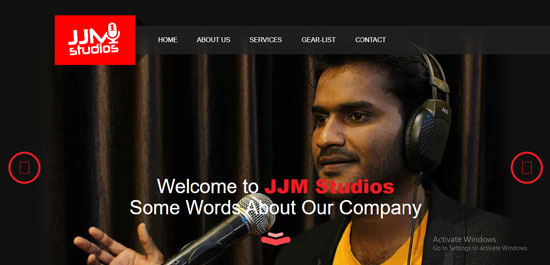 JJM
studios
HOME ABOUT US SERVICES GEAR-LIST CONTACT
Welcome to JJM Studios
Some Words About Our Company
Activate Windows
Go to Settings to activate Windows.